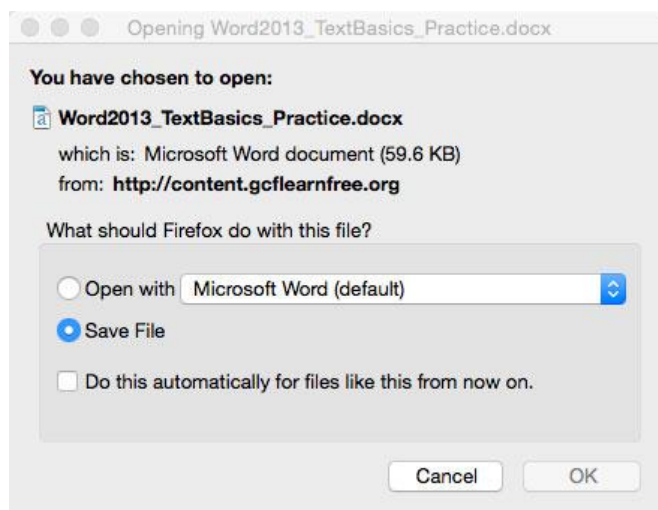 Opening Word2013_TextBasics_Practice.docx
You have chosen to open:
Word2013_TextBasics_Practice.docx
which is: Microsoft Word document (59.6 KB)
from: http://content.gcflearnfree.org
What should Firefox do with this file?
Open with Microsoft Word (default)
Save File
Do this automatically for files like this from now on.
Cancel OK